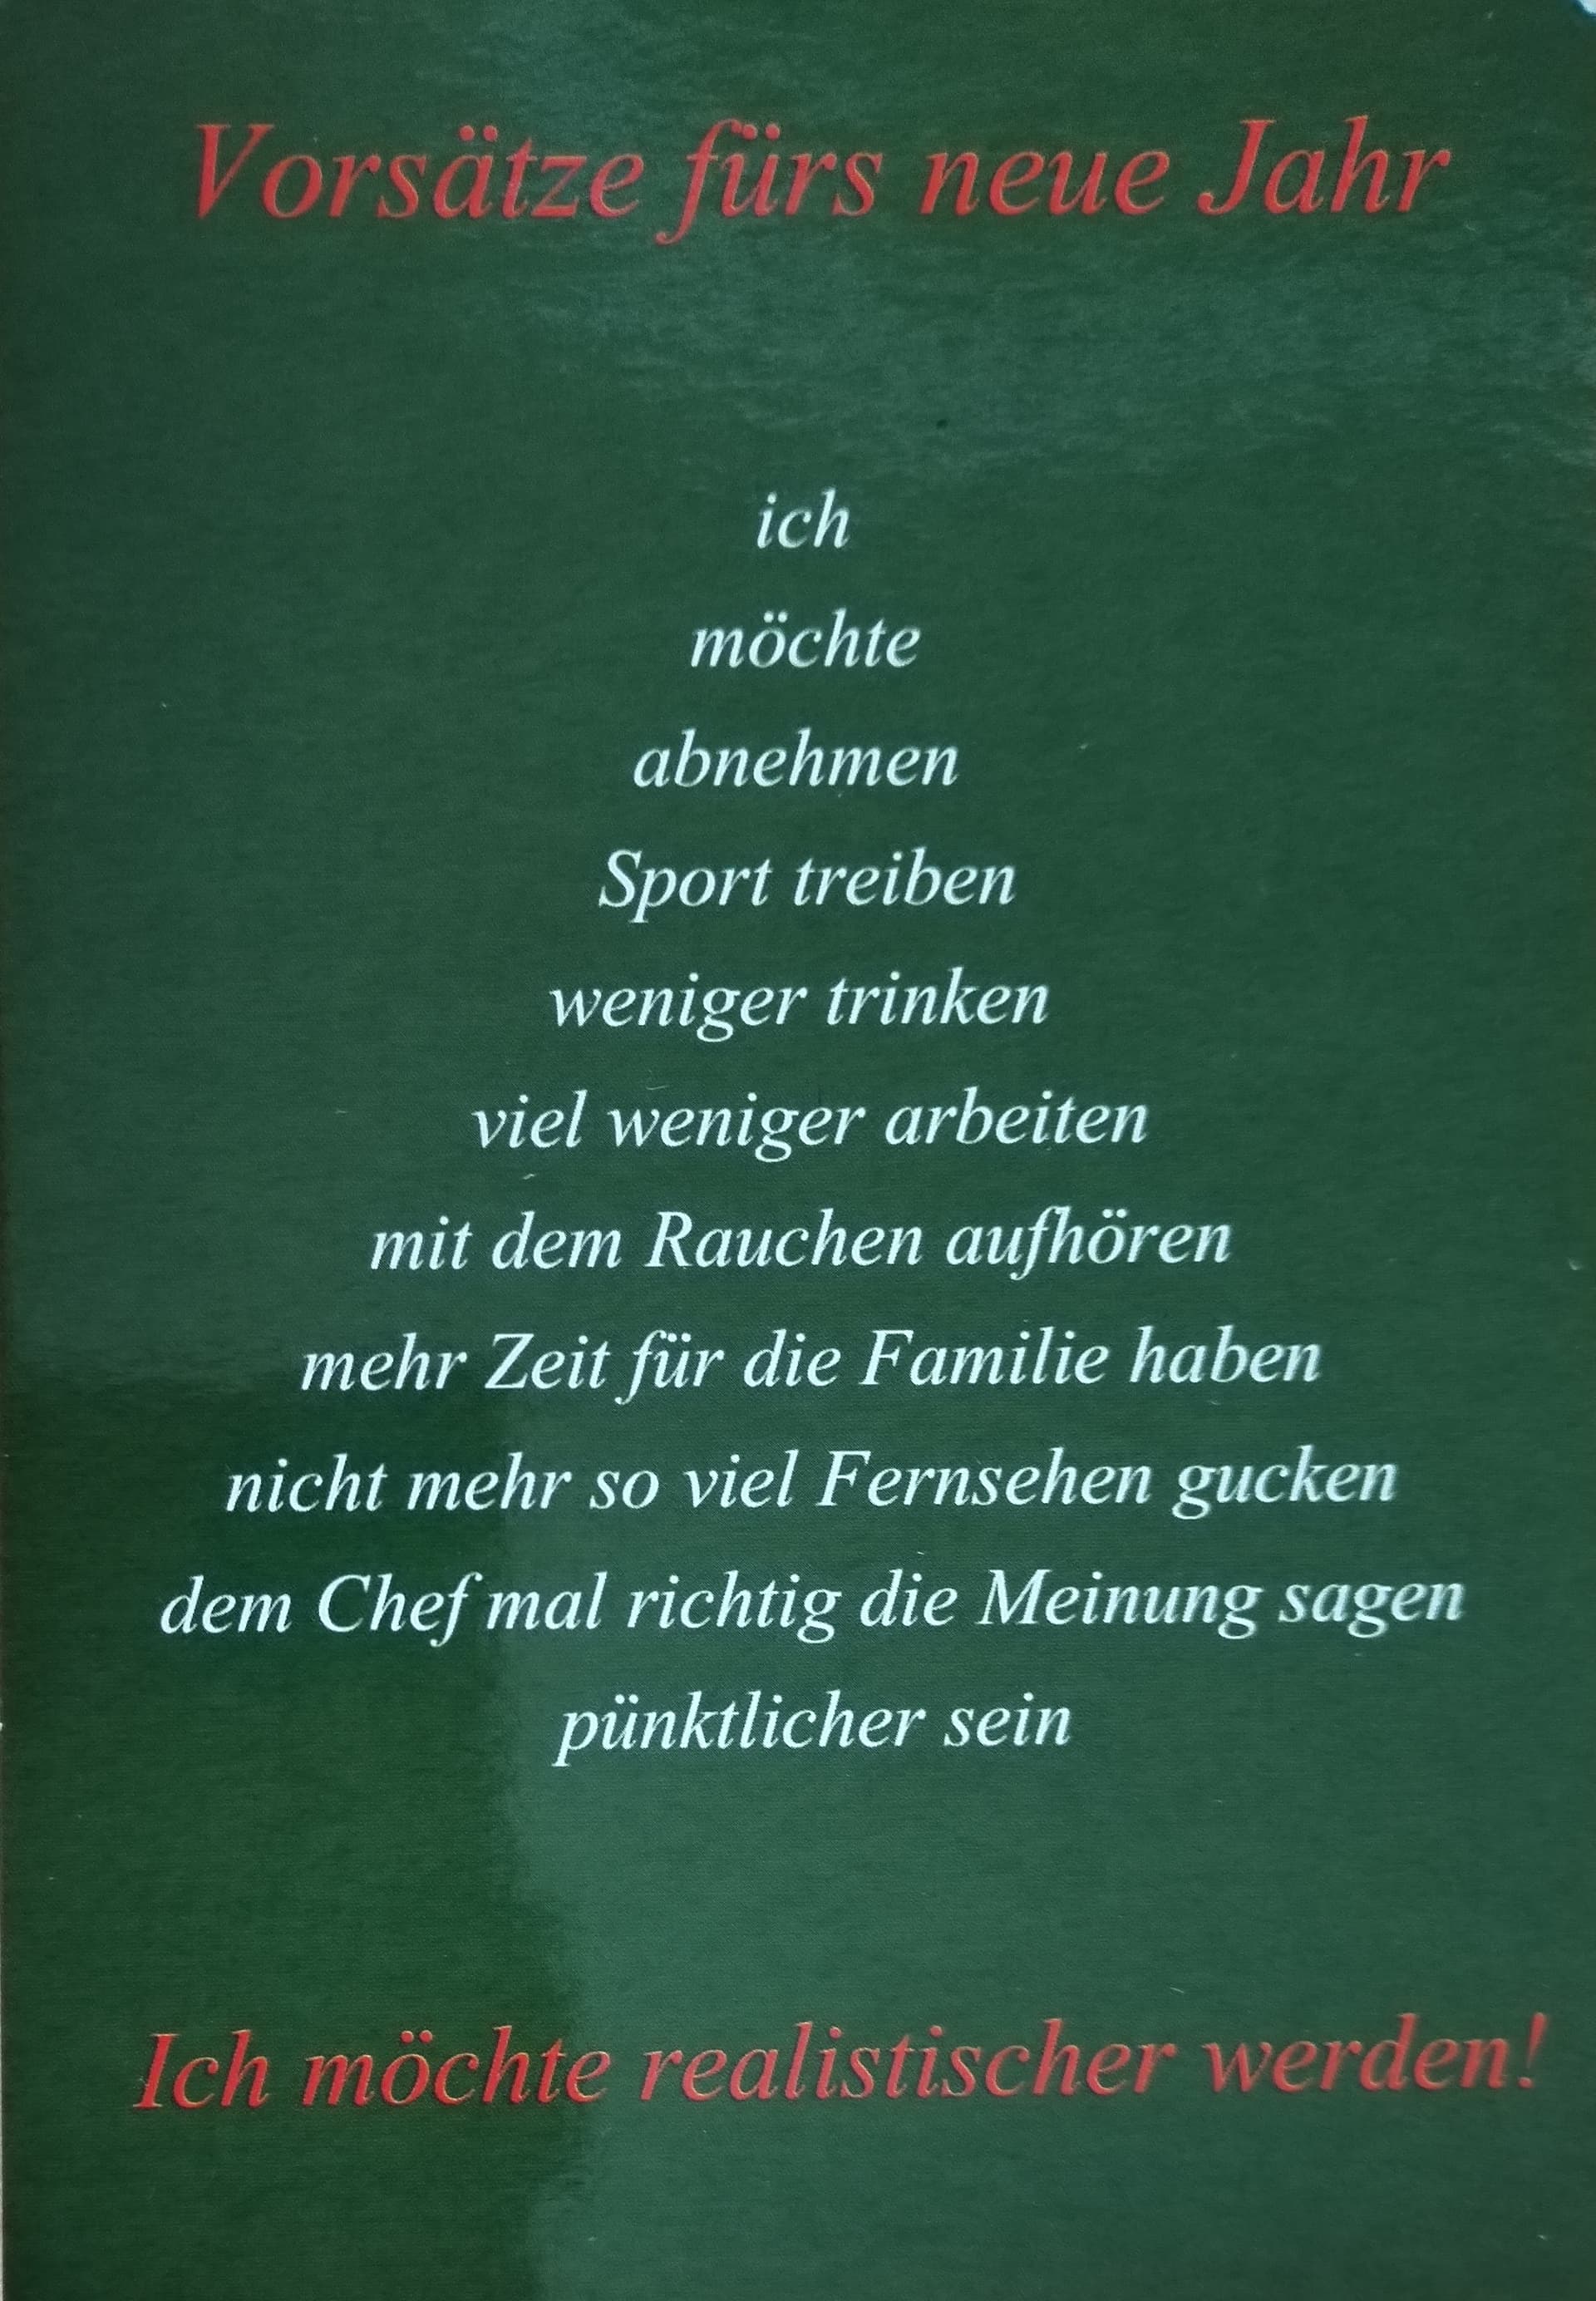 Vorsätze fürs neue Jahr
ich
möchte
abnehmen
Sport treiben
weniger trinken
viel weniger arbeiten
mit dem Rauchen aufhören
mehr Zeit für die Familie haben
nicht mehr so viel Fernsehen gucken
dem Chef mal richtig die Meinung sagen
pünktlicher sein
Ich möchte realistischer werden!